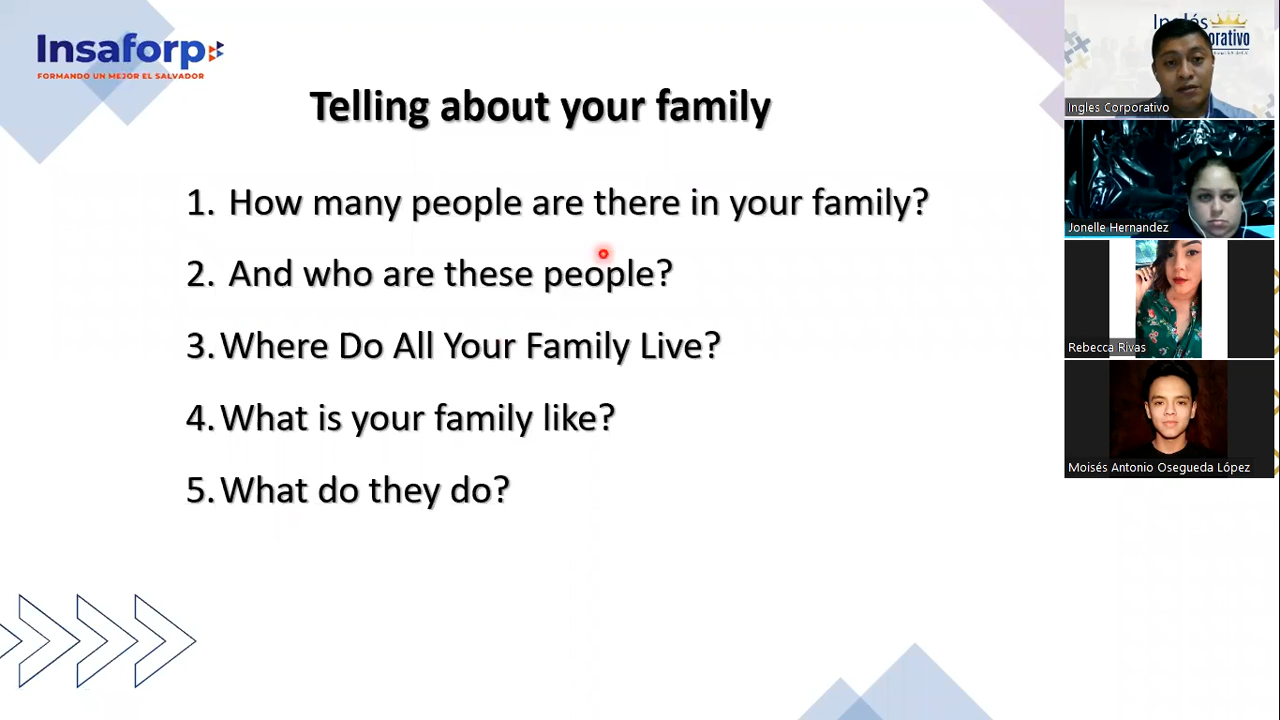 Insaforp
FORMANDO UN MEJOR EL SALVADOR
Telling about your family
1. How many people are there in your family?
2. And who are these people?
3. Where Do All Your Family Live?
4. What is your family like?
5. What do they do?
Ingles Corporativo
Jonelle Hernandez
Rebecca Rivas
Moisés Antonio Osegueda López